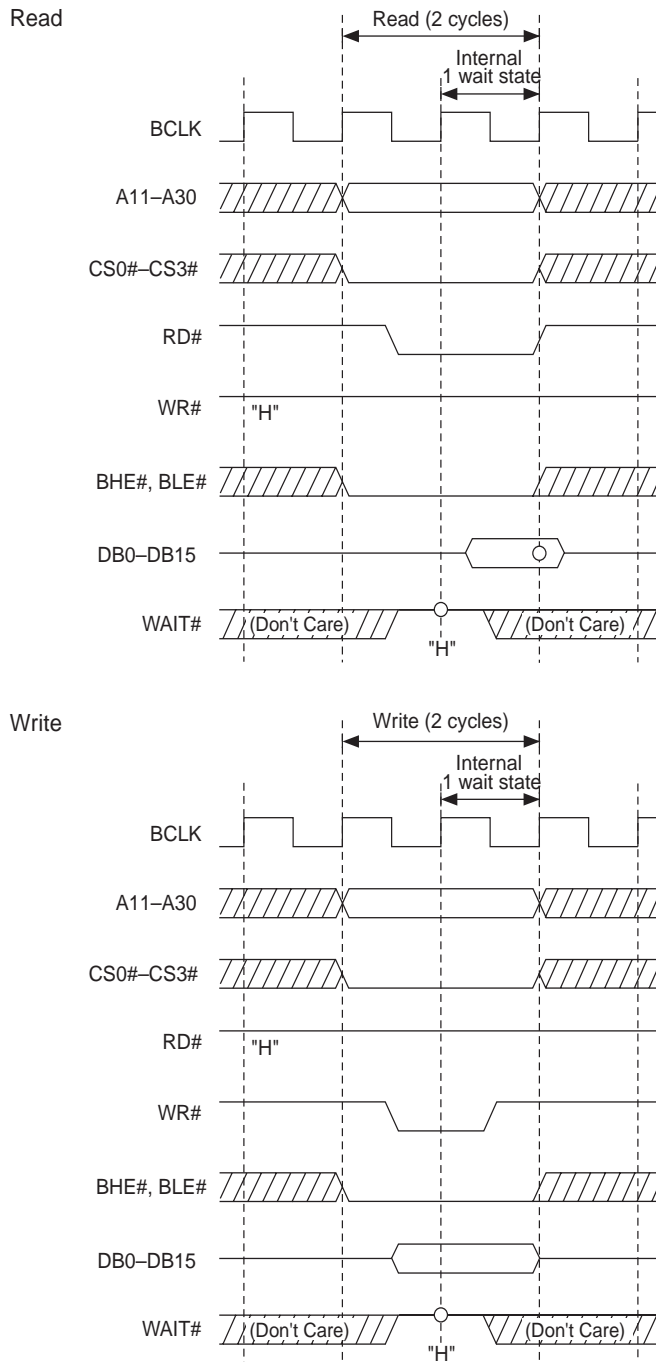 Read
Read (2 cycles)
Internal
1 wait state
BCLK
A11–A30
CS0#–CS3#
RD#
WR#
"H"
BHE#, BLE#
DB0–DB15
WAIT#
(Don't Care)
"H"
(Don't Care)
Write
Write (2 cycles)
Internal
1 wait state
BCLK
A11–A30
CS0#–CS3#
RD#
"H"
WR#
BHE#, BLE#
DB0–DB15
WAIT#
(Don't Care)
"H"
(Don't Care)